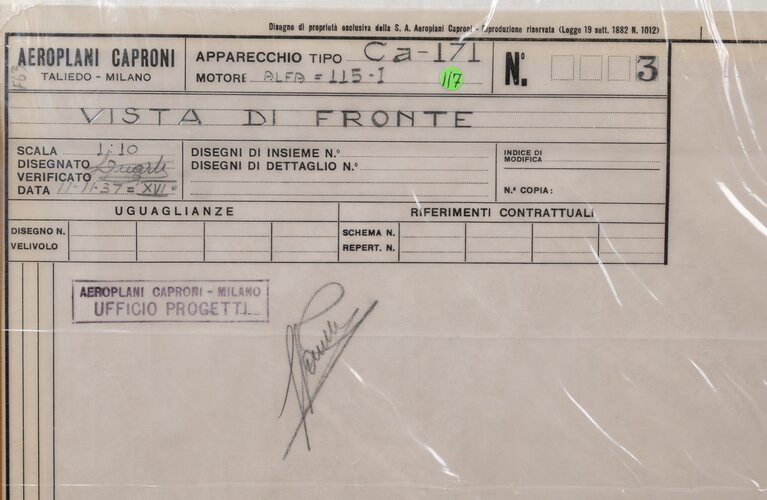 Disegno di proprietà esclusiva della S. A. Aeroplani Caproni - Riproduzione riservata (Legge 19 sett. 1882 N. 1012)
AEROPLANI CAPRONI
TALIEDO - MILANO
APPARECCHIO TIPO Ca-171
MOTORE ALFA = 115-I
117
N.° 3
VISTA DI FRONTE
SCALA 1:10
DISEGNATO
VERIFICATO
DATA 11-11-37= XVI°
DISEGNI DI INSIEME N.°
DISEGNI DI DETTAGLIO N.°
INDICE DI
MODIFICA
N.° COPIA:
UGUAGLIANZE
RIFERIMENTI CONTRATTUALI
DISEGNO N.
VELIVOLO
SCHEMA N.
REPERT. N.
AEROPLANI CAPRONI - MILANO
UFFICIO PROGETTI